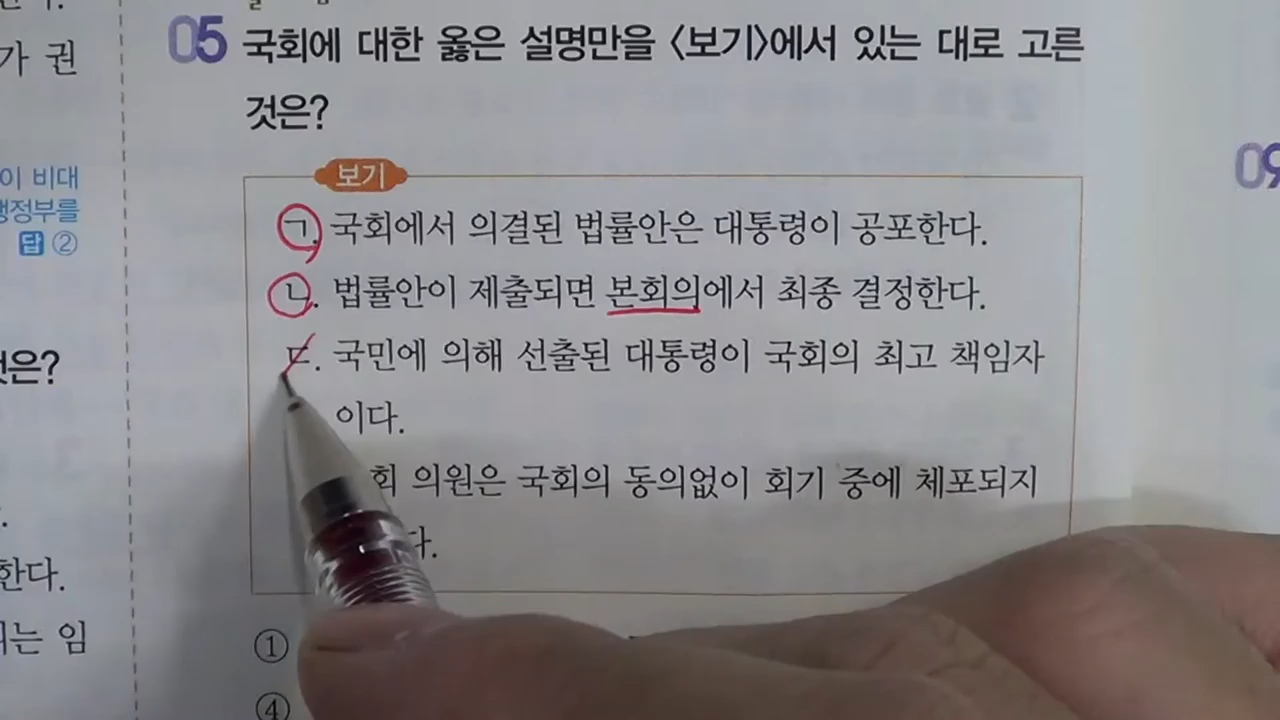 가 권
이 비대
행정부를
답 ②
것은?
한다.
되는 임
05 국회에 대한 옳은 설명만을 〈보기〉에서 있는 대로 고른
것은?
보기
ㄱ. 국회에서 의결된 법률안은 대통령이 공포한다.
ㄴ. 법률안이 제출되면 본회의에서 최종 결정한다.
ㄷ. 국민에 의해 선출된 대통령이 국회의 최고 책임자
이다.
회 의원은 국회의 동의없이 회기 중에 체포되지
다.
①
④
09